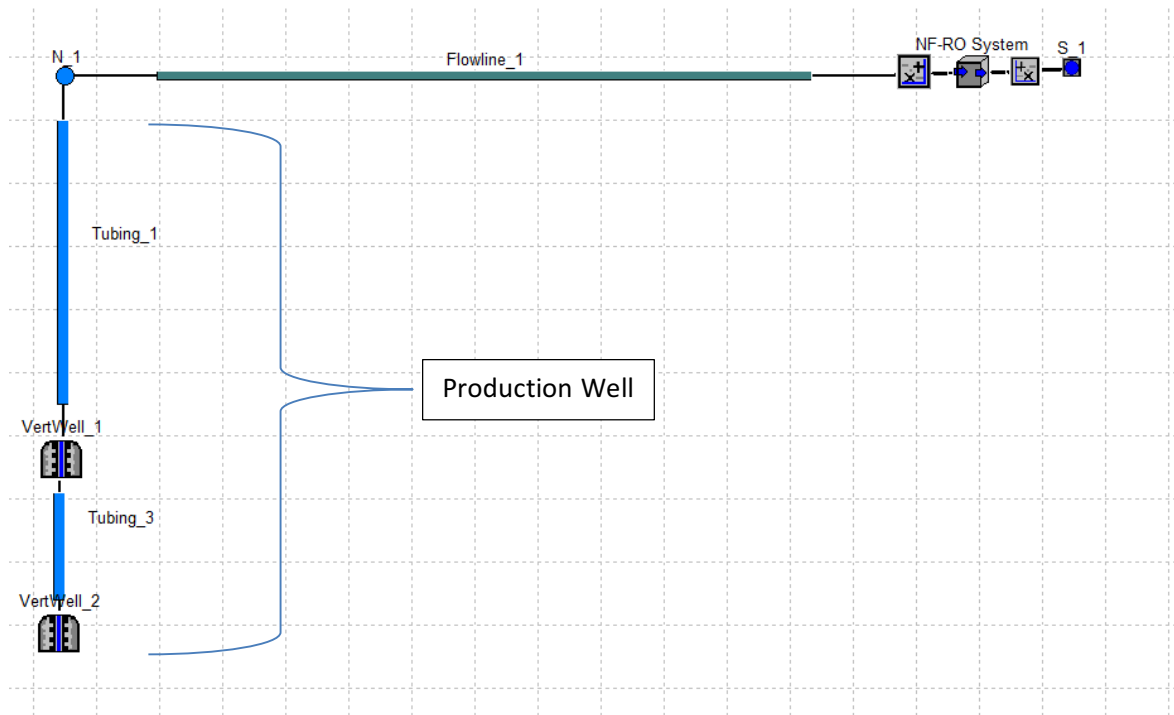 N_1
Flowline_1
NF-RO System
S_1
Tubing_1
Production Well
VertWell_1
Tubing_3
VertWell_2